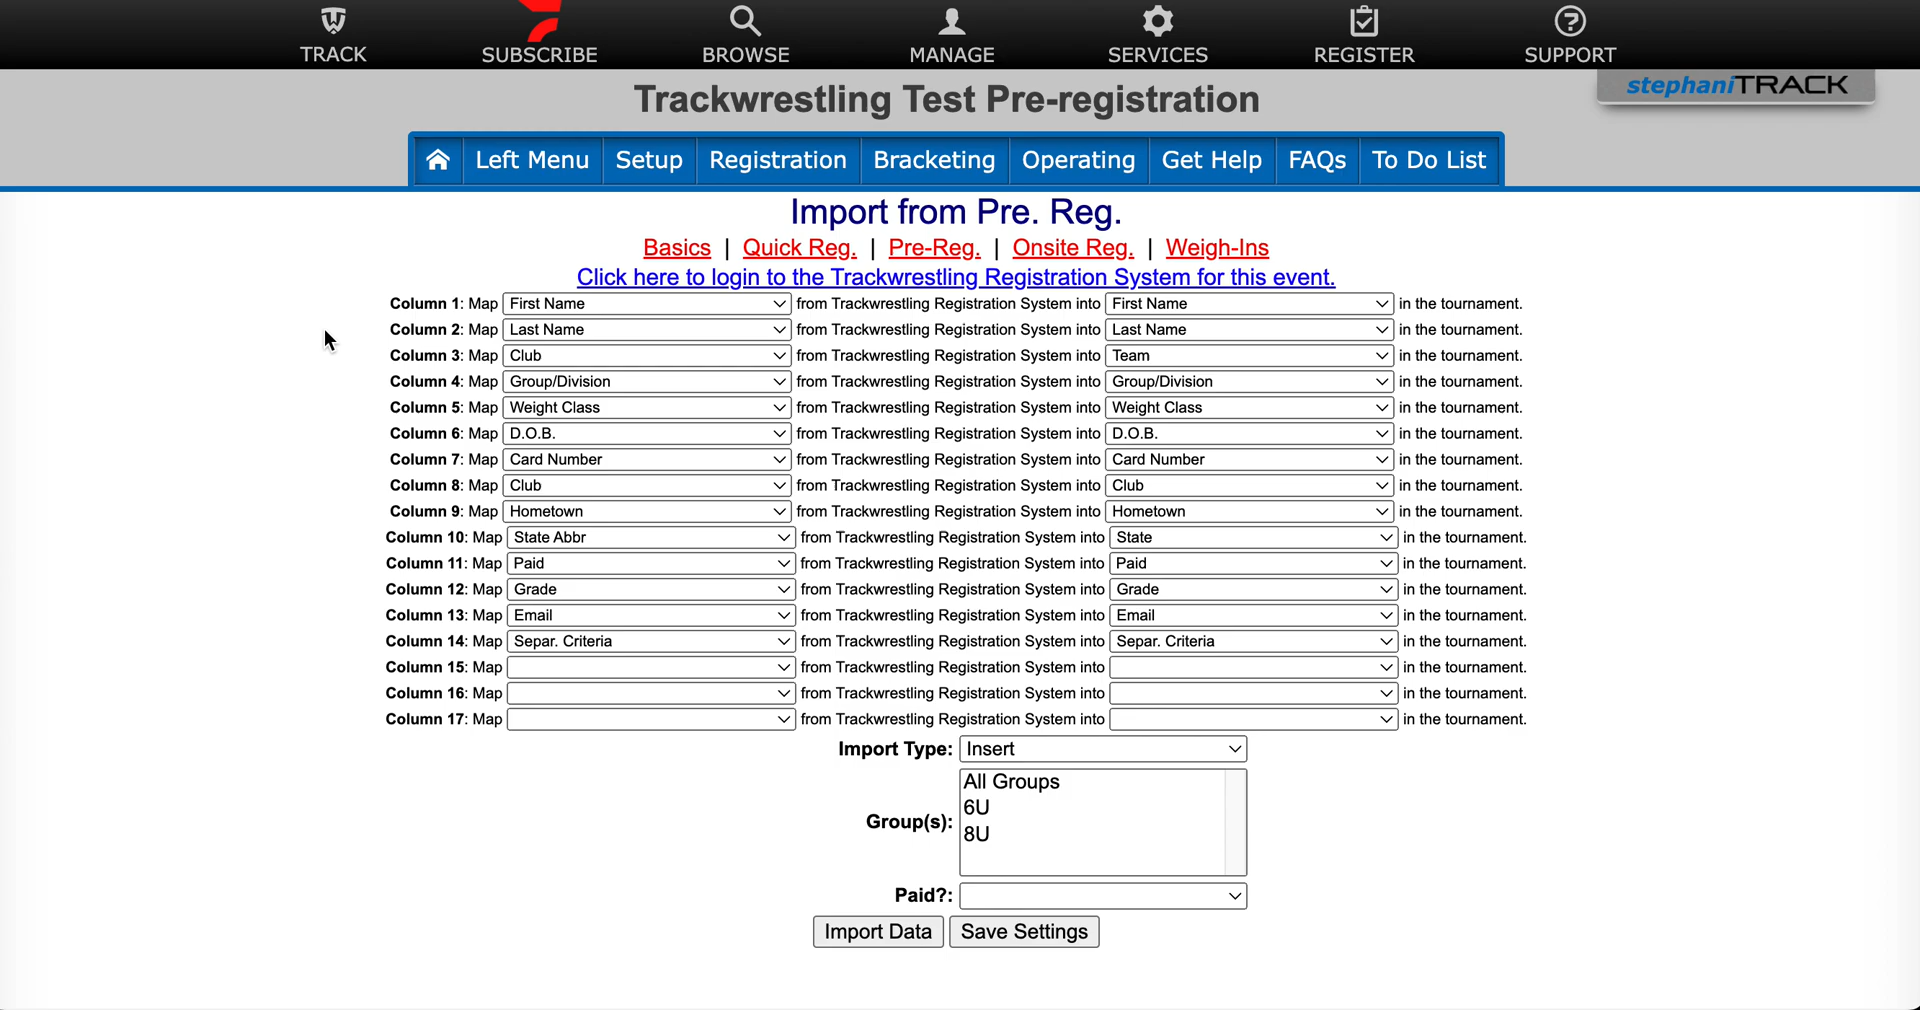 TRACK SUBSCRIBE BROWSE MANAGE SERVICES REGISTER SUPPORT
Trackwrestling Test Pre-registration
stephaniTRACK
Left Menu Setup Registration Bracketing Operating Get Help FAQs To Do List
Import from Pre. Reg.
Basics | Quick Reg. | Pre-Reg. | Onsite Reg. | Weigh-Ins
Click here to login to the Trackwrestling Registration System for this event.
Column 1: Map First Name from Trackwrestling Registration System into First Name in the tournament.
Column 2: Map Last Name from Trackwrestling Registration System into Last Name in the tournament.
Column 3: Map Club from Trackwrestling Registration System into Team in the tournament.
Column 4: Map Group/Division from Trackwrestling Registration System into Group/Division in the tournament.
Column 5: Map Weight Class from Trackwrestling Registration System into Weight Class in the tournament.
Column 6: Map D.O.B. from Trackwrestling Registration System into D.O.B. in the tournament.
Column 7: Map Card Number from Trackwrestling Registration System into Card Number in the tournament.
Column 8: Map Club from Trackwrestling Registration System into Club in the tournament.
Column 9: Map Hometown from Trackwrestling Registration System into Hometown in the tournament.
Column 10: Map State Abbr from Trackwrestling Registration System into State in the tournament.
Column 11: Map Paid from Trackwrestling Registration System into Paid in the tournament.
Column 12: Map Grade from Trackwrestling Registration System into Grade in the tournament.
Column 13: Map Email from Trackwrestling Registration System into Email in the tournament.
Column 14: Map Separ. Criteria from Trackwrestling Registration System into Separ. Criteria in the tournament.
Column 15: Map from Trackwrestling Registration System into in the tournament.
Column 16: Map from Trackwrestling Registration System into in the tournament.
Column 17: Map from Trackwrestling Registration System into in the tournament.
Import Type: Insert
Group(s):
All Groups
6U
8U
Paid?:
Import Data Save Settings